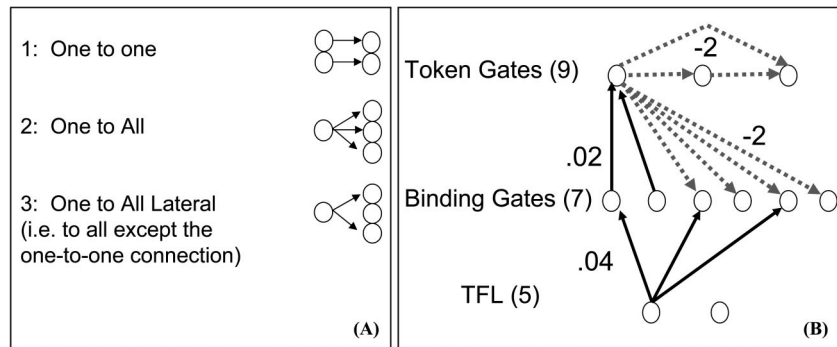 1: One to one
2: One to All
3: One to All Lateral
(i.e. to all except the
one-to-one connection)
(A)
-2
Token Gates (9)
-2
.02
Binding Gates (7)
.04
TFL (5)
(B)